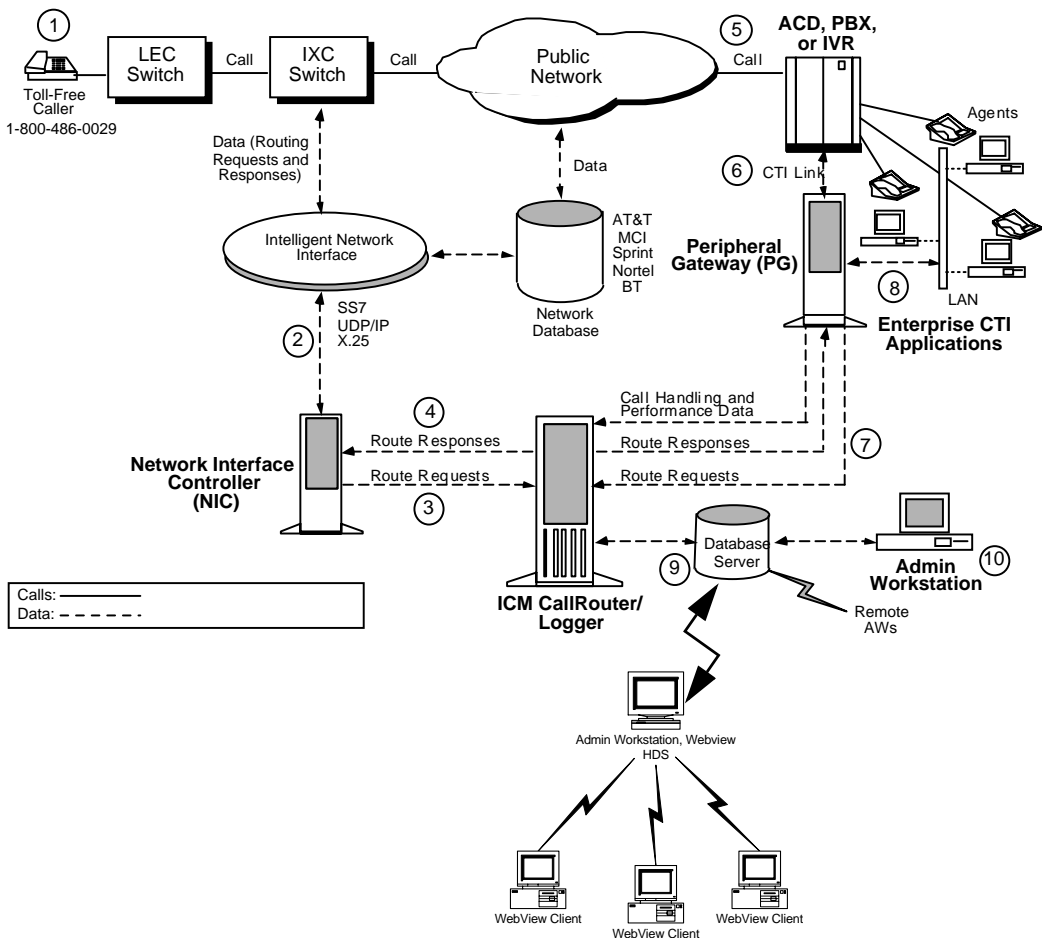 1
Toll-Free
Caller
1-800-486-0029
LEC
Switch
Call
IXC
Switch
Call
Public
Network
5
Call
ACD, PBX,
or IVR
Agents
Data (Routing
Requests and
Responses)
Data
6
CTI Link
Intelligent Network
Interface
AT&T
MCI
Sprint
Nortel
BT
Network
Database
Peripheral
Gateway (PG)
8
LAN
Enterprise CTI
Applications
2
SS7
UDP/IP
X.25
Call Handling and
Performance Data
4
Route Responses
Route Responses
7
Network Interface
Controller
(NIC)
Route Requests
3
Route Requests
9
Database
Server
10
Admin
Workstation
Calls:
Data:
ICM CallRouter/
Logger
Remote
AWs
Admin Workstation, Webview
HDS
WebView Client
WebView Client
WebView Client